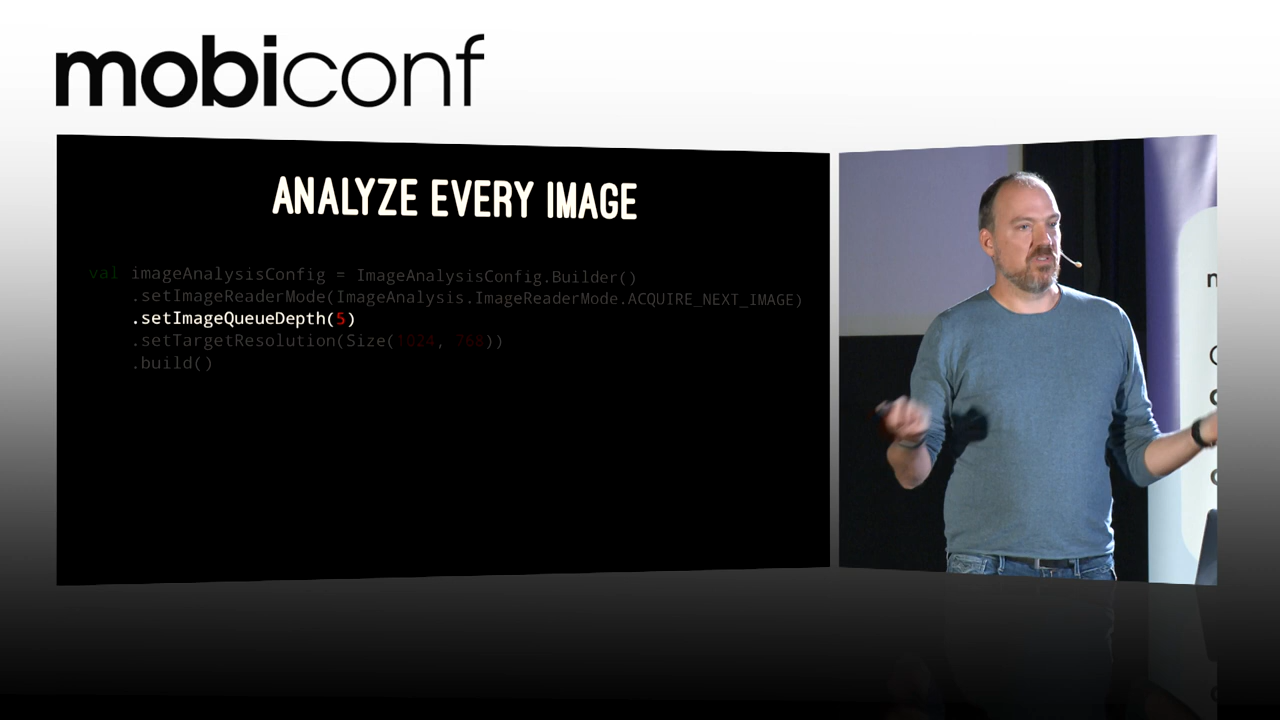 mobiconf
ANALYZE EVERY IMAGE
val imageAnalysisConfig = ImageAnalysisConfig.Builder()
.setImageReaderMode(ImageAnalysis.ImageReaderMode.ACQUIRE_NEXT_IMAGE)
.setImageQueueDepth(5)
.setTargetResolution(Size(1024, 768))
.build()